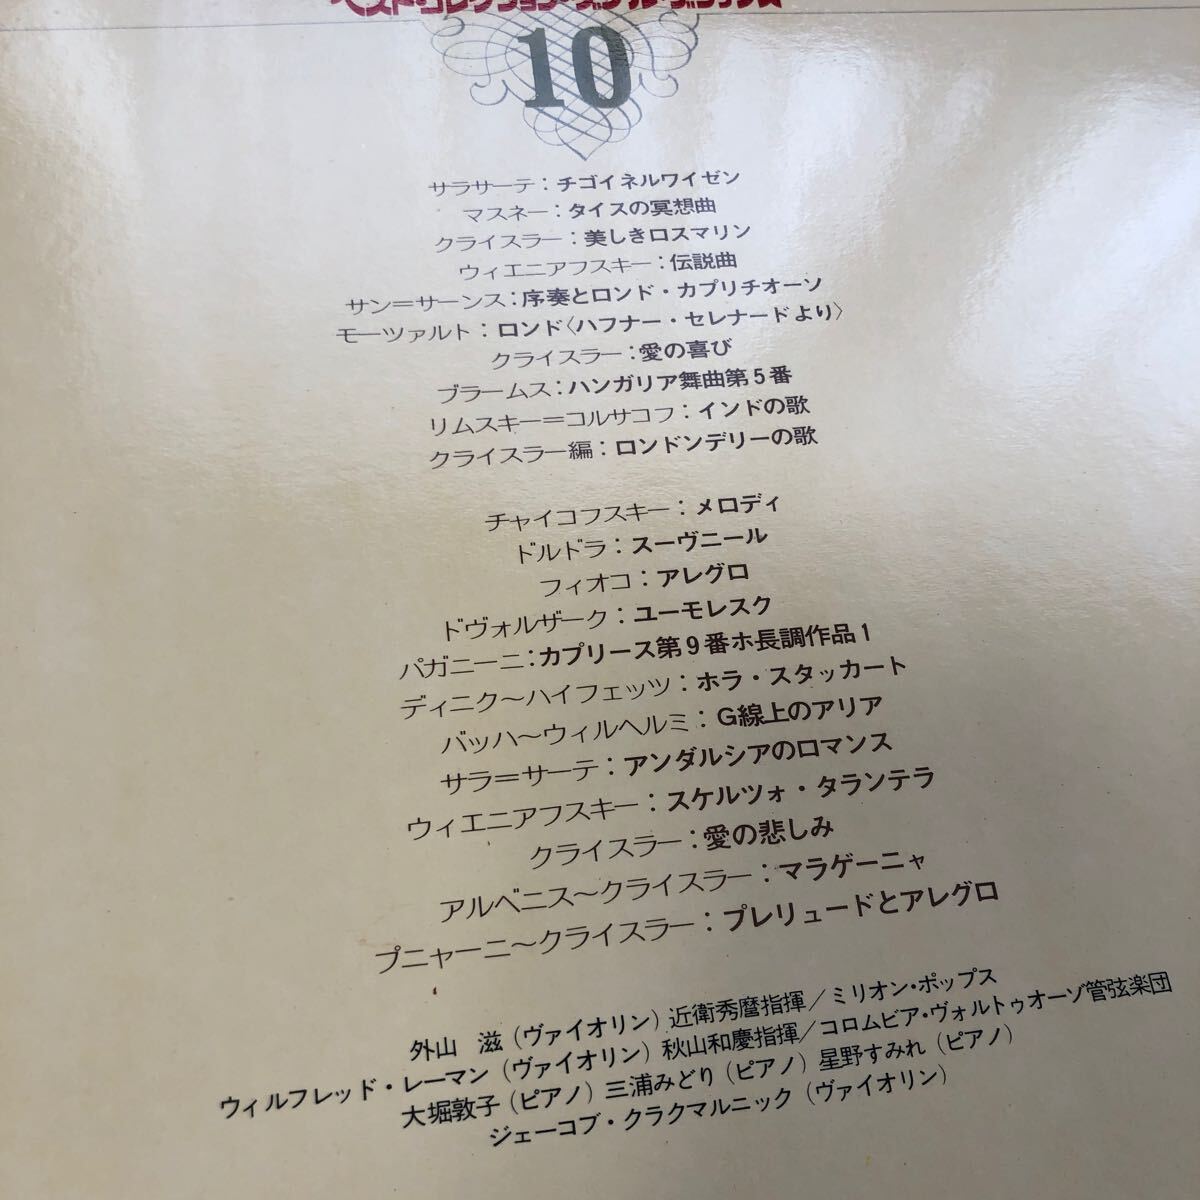 ベスト・コレクション・ダブル・デラックス
10
サラサーテ：チゴイネルワイゼン
マスネー：タイスの冥想曲
クライスラー：美しきロスマリン
ウィエニアフスキー：伝説曲
サン＝サーンス：序奏とロンド・カプリチオーソ
モーツァルト：ロンド〈ハフナー・セレナードより〉
クライスラー：愛の喜び
ブラームス：ハンガリア舞曲第5番
リムスキー＝コルサコフ：インドの歌
クライスラー編：ロンドンデリーの歌
チャイコフスキー：メロディ
ドルドラ：スーヴニール
フィオコ：アレグロ
ドヴォルザーク：ユーモレスク
パガニーニ：カプリース第9番ホ長調作品1
ディニク〜ハイフェッツ：ホラ・スタッカート
バッハ〜ウィルヘルミ：G線上のアリア
サラ＝サーテ：アンダルシアのロマンス
ウィエニアフスキー：スケルツォ・タランテラ
クライスラー：愛の悲しみ
アルベニス〜クライスラー：マラゲーニャ
プニャーニ〜クライスラー：プレリュードとアレグロ
外山　滋（ヴァイオリン）近衛秀麿指揮／ミリオン・ポップス
ウィルフレッド・レーマン（ヴァイオリン）秋山和慶指揮／コロムビア・ヴォルトゥオーゾ管弦楽団
大堀敦子（ピアノ）三浦みどり（ピアノ）星野すみれ（ピアノ）
ジェーコブ・クラクマルニック（ヴァイオリン）